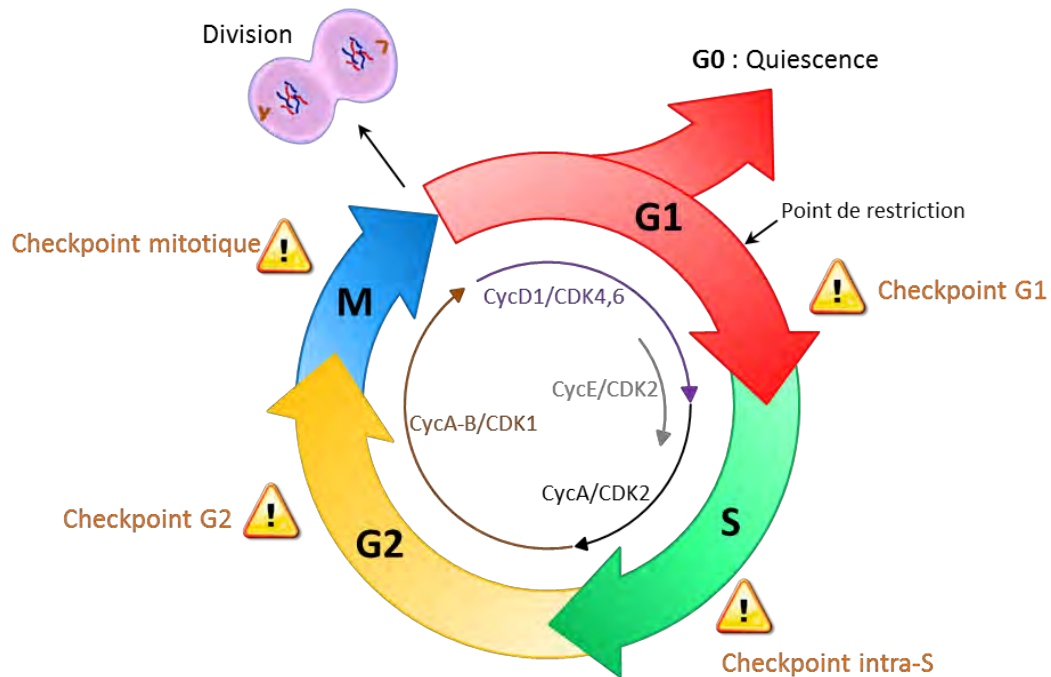 Division
G0 : Quiescence
G1
Point de restriction
Checkpoint mitotique
!
M
CycD1/CDK4,6
!
Checkpoint G1
CycE/CDK2
CycA-B/CDK1
CycA/CDK2
Checkpoint G2
!
G2
S
!
Checkpoint intra-S